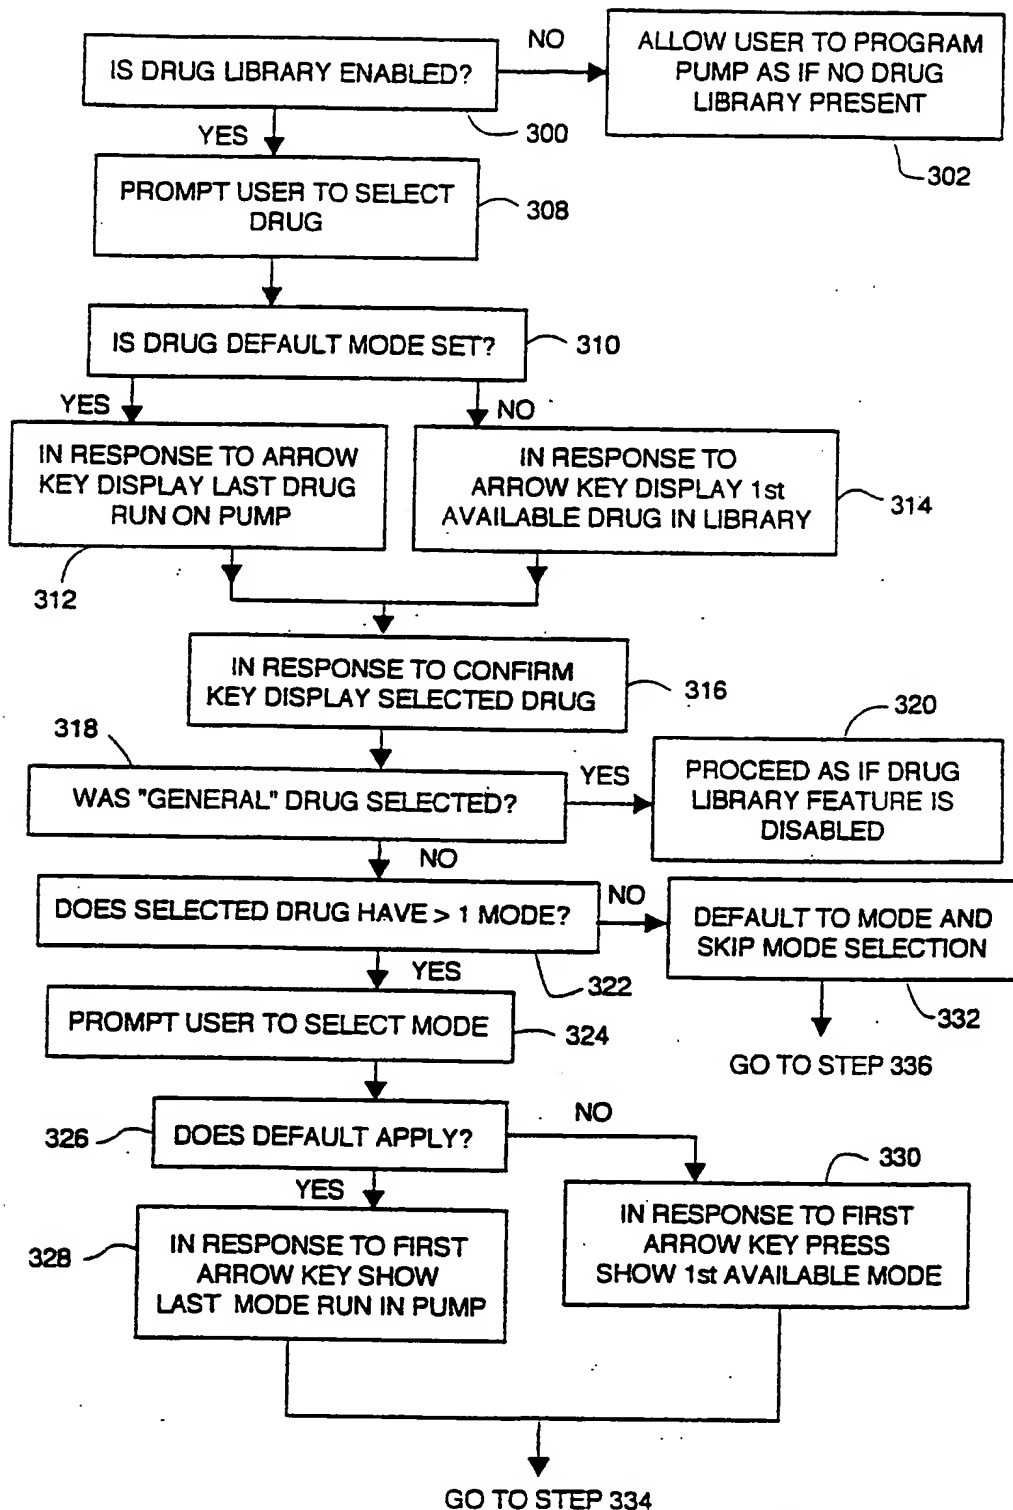 IS DRUG LIBRARY ENABLED?
NO
ALLOW USER TO PROGRAM
PUMP AS IF NO DRUG
LIBRARY PRESENT
300
302
YES
PROMPT USER TO SELECT
DRUG
308
IS DRUG DEFAULT MODE SET?
310
YES
NO
IN RESPONSE TO ARROW
KEY DISPLAY LAST DRUG
RUN ON PUMP
312
IN RESPONSE TO
ARROW KEY DISPLAY 1st
AVAILABLE DRUG IN LIBRARY
314
IN RESPONSE TO CONFIRM
KEY DISPLAY SELECTED DRUG
316
318
WAS "GENERAL" DRUG SELECTED?
YES
320
PROCEED AS IF DRUG
LIBRARY FEATURE IS
DISABLED
NO
DOES SELECTED DRUG HAVE > 1 MODE?
322
NO
DEFAULT TO MODE AND
SKIP MODE SELECTION
332
GO TO STEP 336
YES
PROMPT USER TO SELECT MODE
324
326
DOES DEFAULT APPLY?
NO
YES
328
IN RESPONSE TO FIRST
ARROW KEY SHOW
LAST MODE RUN IN PUMP
330
IN RESPONSE TO FIRST
ARROW KEY PRESS
SHOW 1st AVAILABLE MODE
GO TO STEP 334